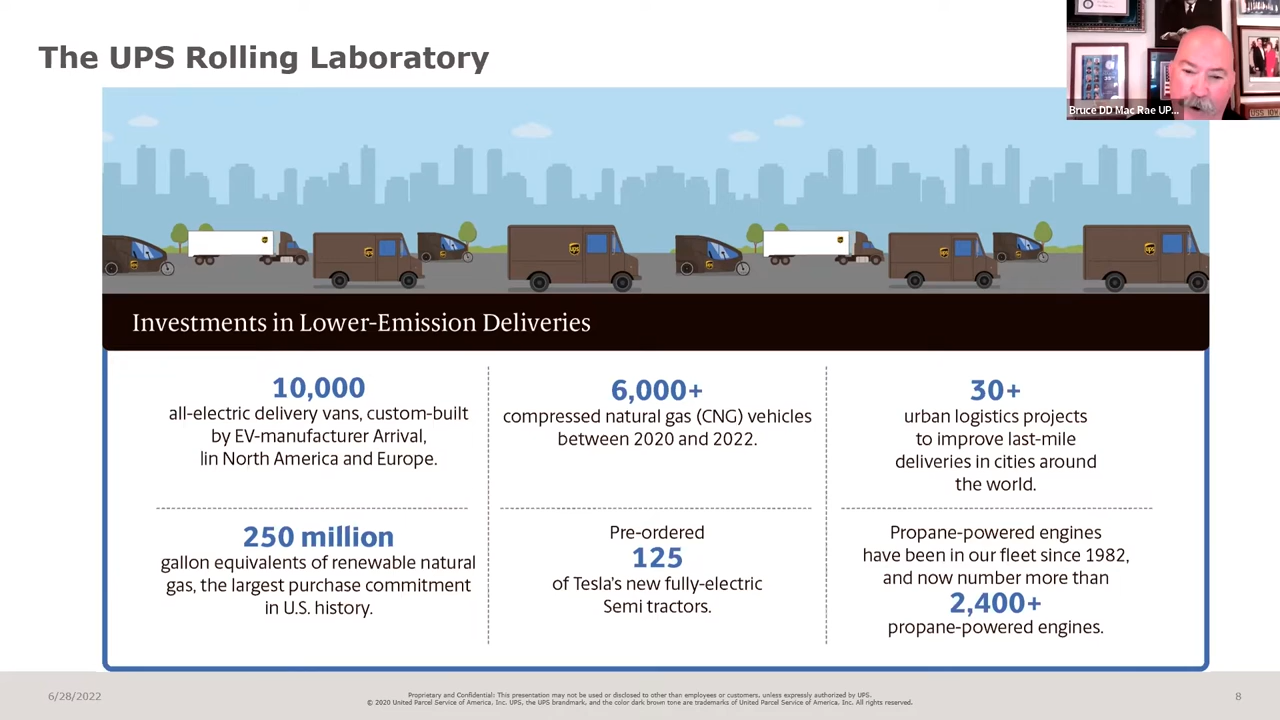 The UPS Rolling Laboratory
Bruce DD Mac Rae UP...
ups
Investments in Lower-Emission Deliveries
10,000
all-electric delivery vans, custom-built
by EV-manufacturer Arrival,
lin North America and Europe.
6,000+
compressed natural gas (CNG) vehicles
between 2020 and 2022.
30+
urban logistics projects
to improve last-mile
deliveries in cities around
the world.
250 million
gallon equivalents of renewable natural
gas, the largest purchase commitment
in U.S. history.
Pre-ordered
125
of Tesla's new fully-electric
Semi tractors.
Propane-powered engines
have been in our fleet since 1982,
and now number more than
2,400+
propane-powered engines.
6/28/2022
Proprietary and Confidential: This presentation may not be used or disclosed to other than employees or customers, unless expressly authorized by UPS.
© 2020 United Parcel Service of America, Inc. UPS, the UPS brandmark, and the color dark brown tone are trademarks of United Parcel Service of America, Inc. All rights reserved.
8